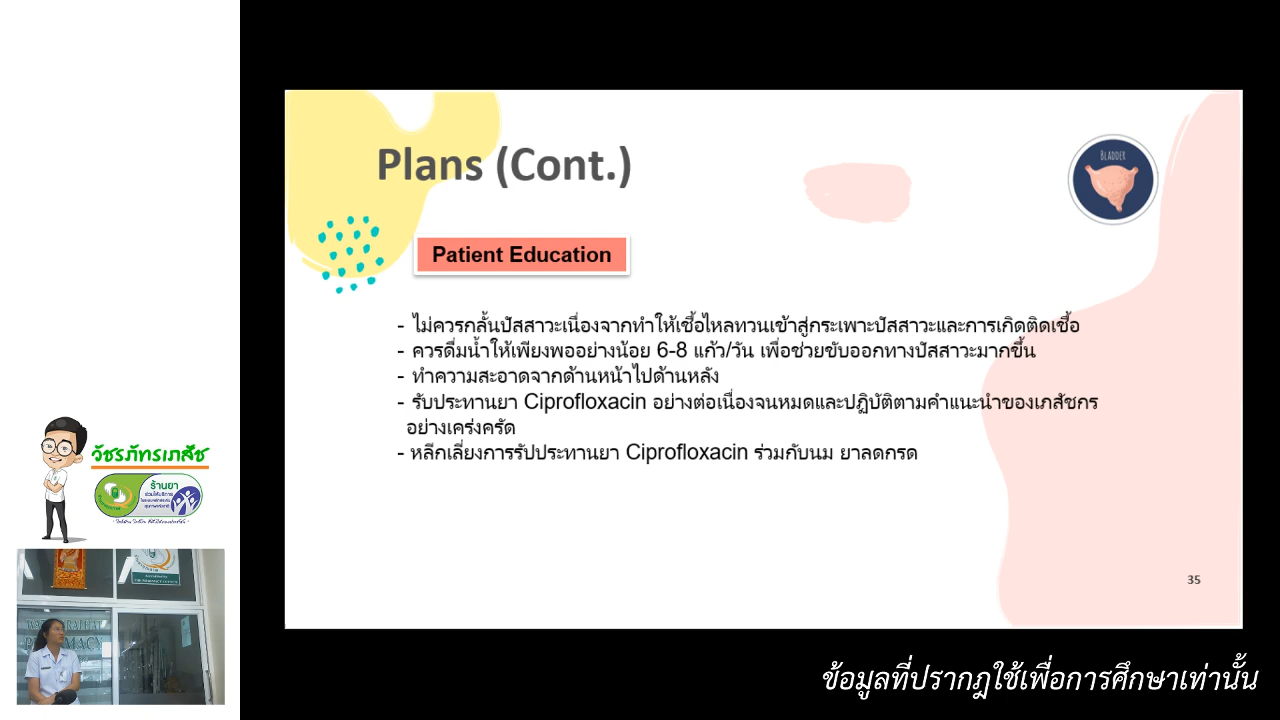 Plans (Cont.)
BLADDER
Patient Education
- ไม่ควรกลั้นปัสสาวะเนื่องจากทำให้เชื้อไหลทวนเข้าสู่กระเพาะปัสสาวะและการเกิดติดเชื้อ
- ควรดื่มน้ำให้เพียงพออย่างน้อย 6-8 แก้ว/วัน เพื่อช่วยขับออกทางปัสสาวะมากขึ้น
- ทำความสะอาดจากด้านหน้าไปด้านหลัง
- รับประทานยา Ciprofloxacin อย่างต่อเนื่องจนหมดและปฏิบัติตามคำแนะนำของเภสัชกร
อย่างเคร่งครัด
- หลีกเลี่ยงการรัปประทานยา Ciprofloxacin ร่วมกับนม ยาลดกรด
35
วัชรภัทรเภสัช
ร้านยา
PHARMACY
ข้อมูลที่ปรากฎใช้เพื่อการศึกษาเท่านั้น